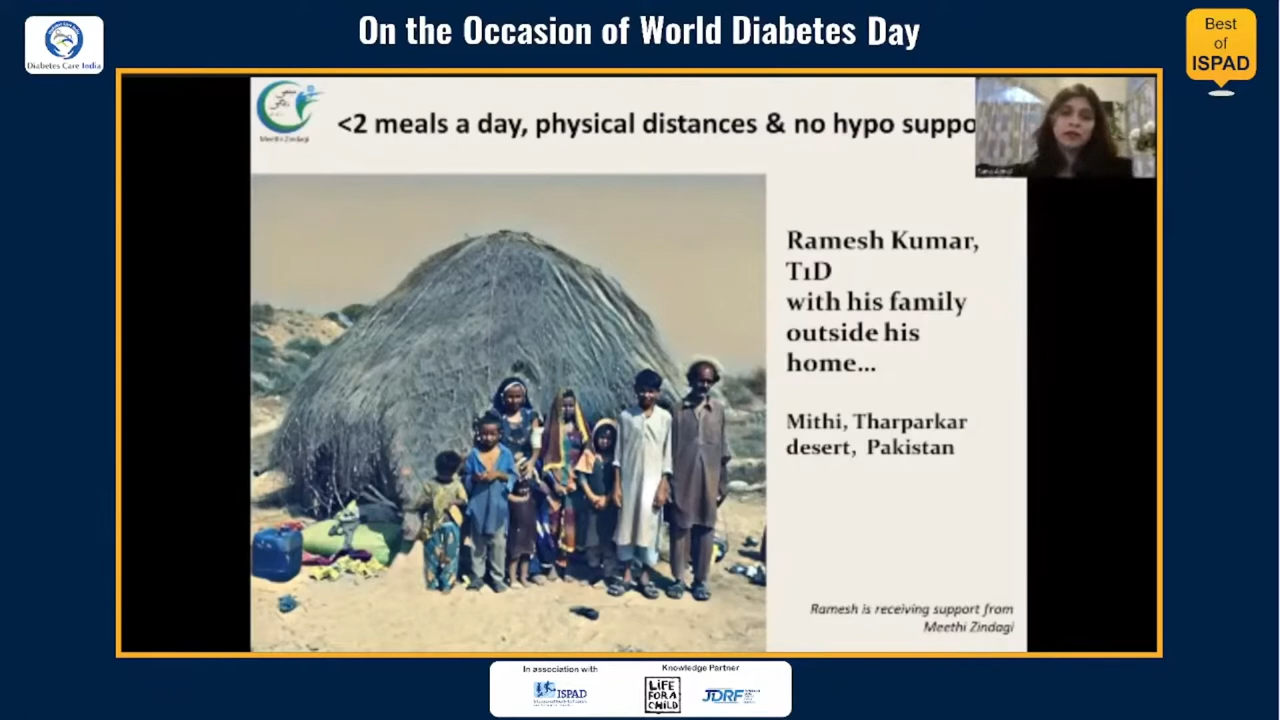 On the Occasion of World Diabetes Day
Diabetes Care India
Best
of
ISPAD
Meethi Zindagi
<2 meals a day, physical distances & no hypo suppo
Ramesh Kumar,
T1D
with his family
outside his
home...
Mithi, Tharparkar
desert, Pakistan
Ramesh is receiving support from
Meethi Zindagi
In association with
ISPAD
Knowledge Partner
LiFE
FOR A
CHiLD
JDRF